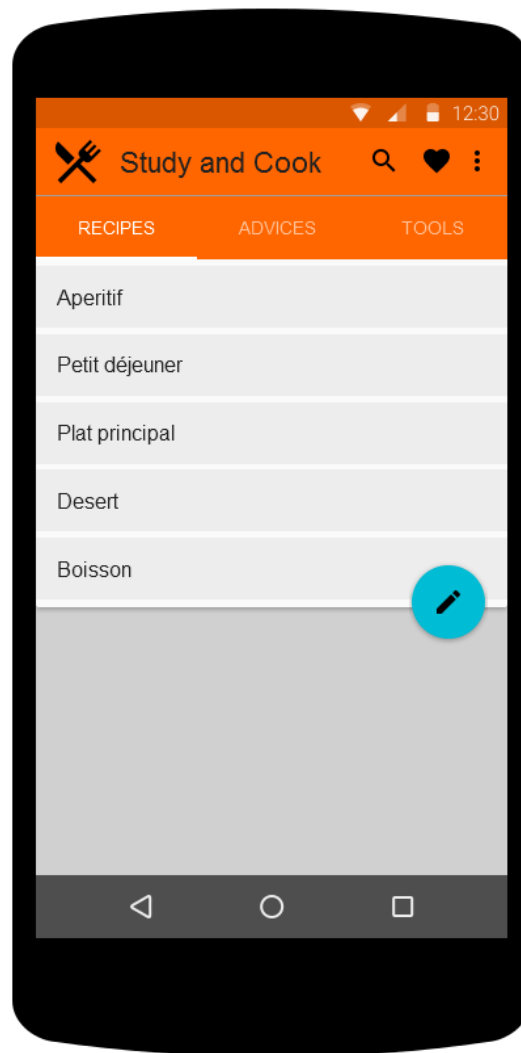 12:30
Study and Cook
RECIPES ADVICES TOOLS
Aperitif
Petit déjeuner
Plat principal
Desert
Boisson